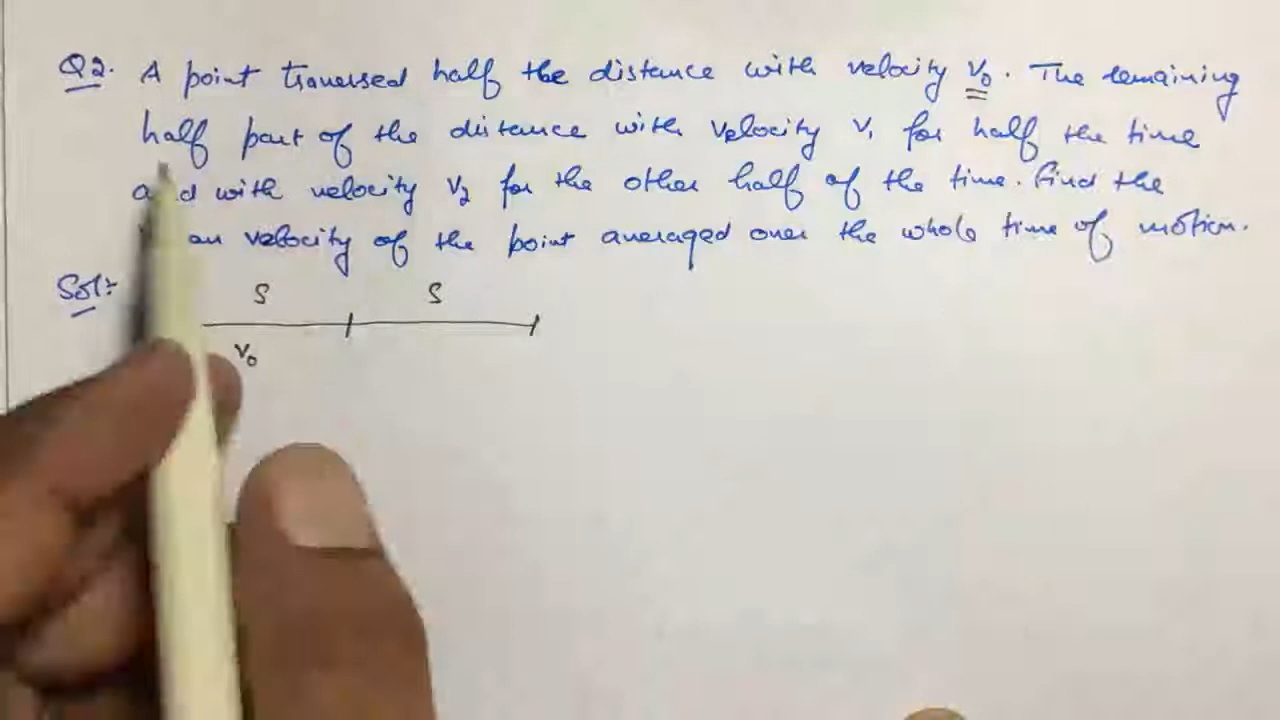 Q2. A point traversed half the distance with velocity v₀. The remaining
half part of the distance with velocity v₁ for half the time
and with velocity v₂ for the other half of the time. Find the
velocity of the point averaged over the whole time of motion.
Sol:-
S S
v₀